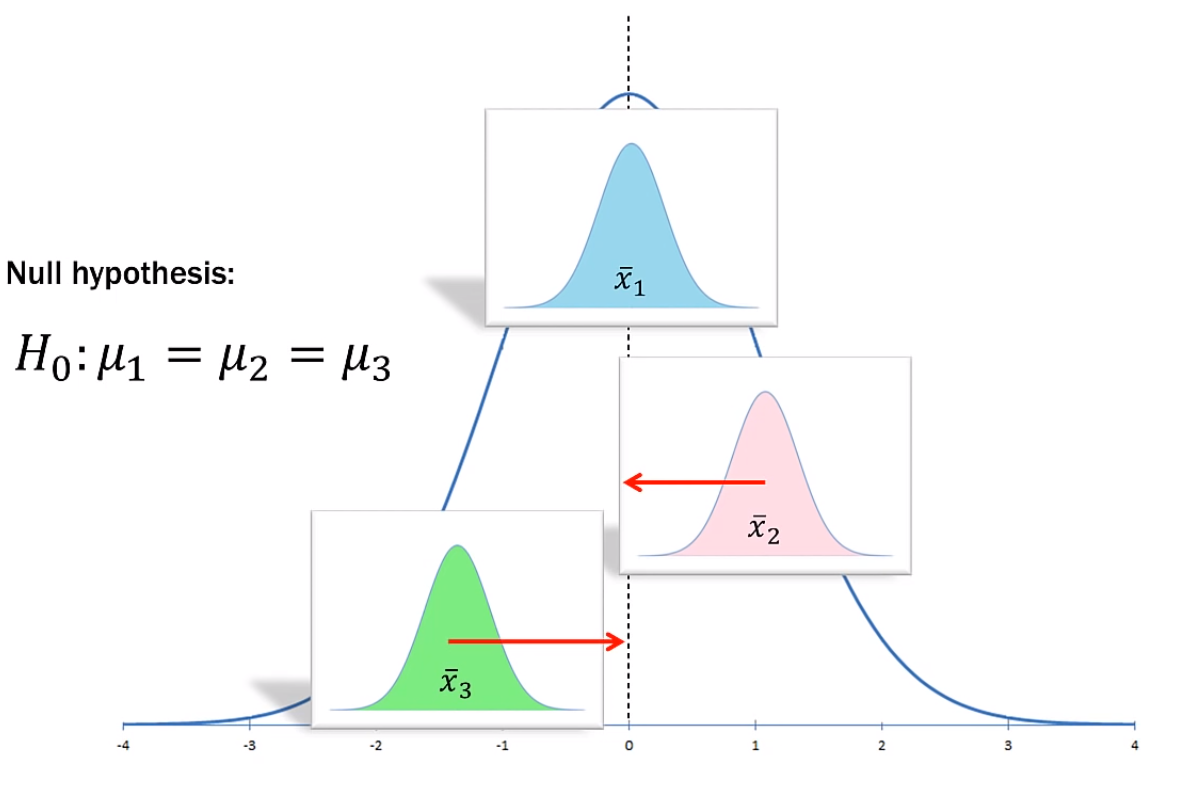 x̄₁
Null hypothesis:
H₀: μ₁ = μ₂ = μ₃
x̄₂
x̄₃
-4 -3 -2 -1 0 1 2 3 4